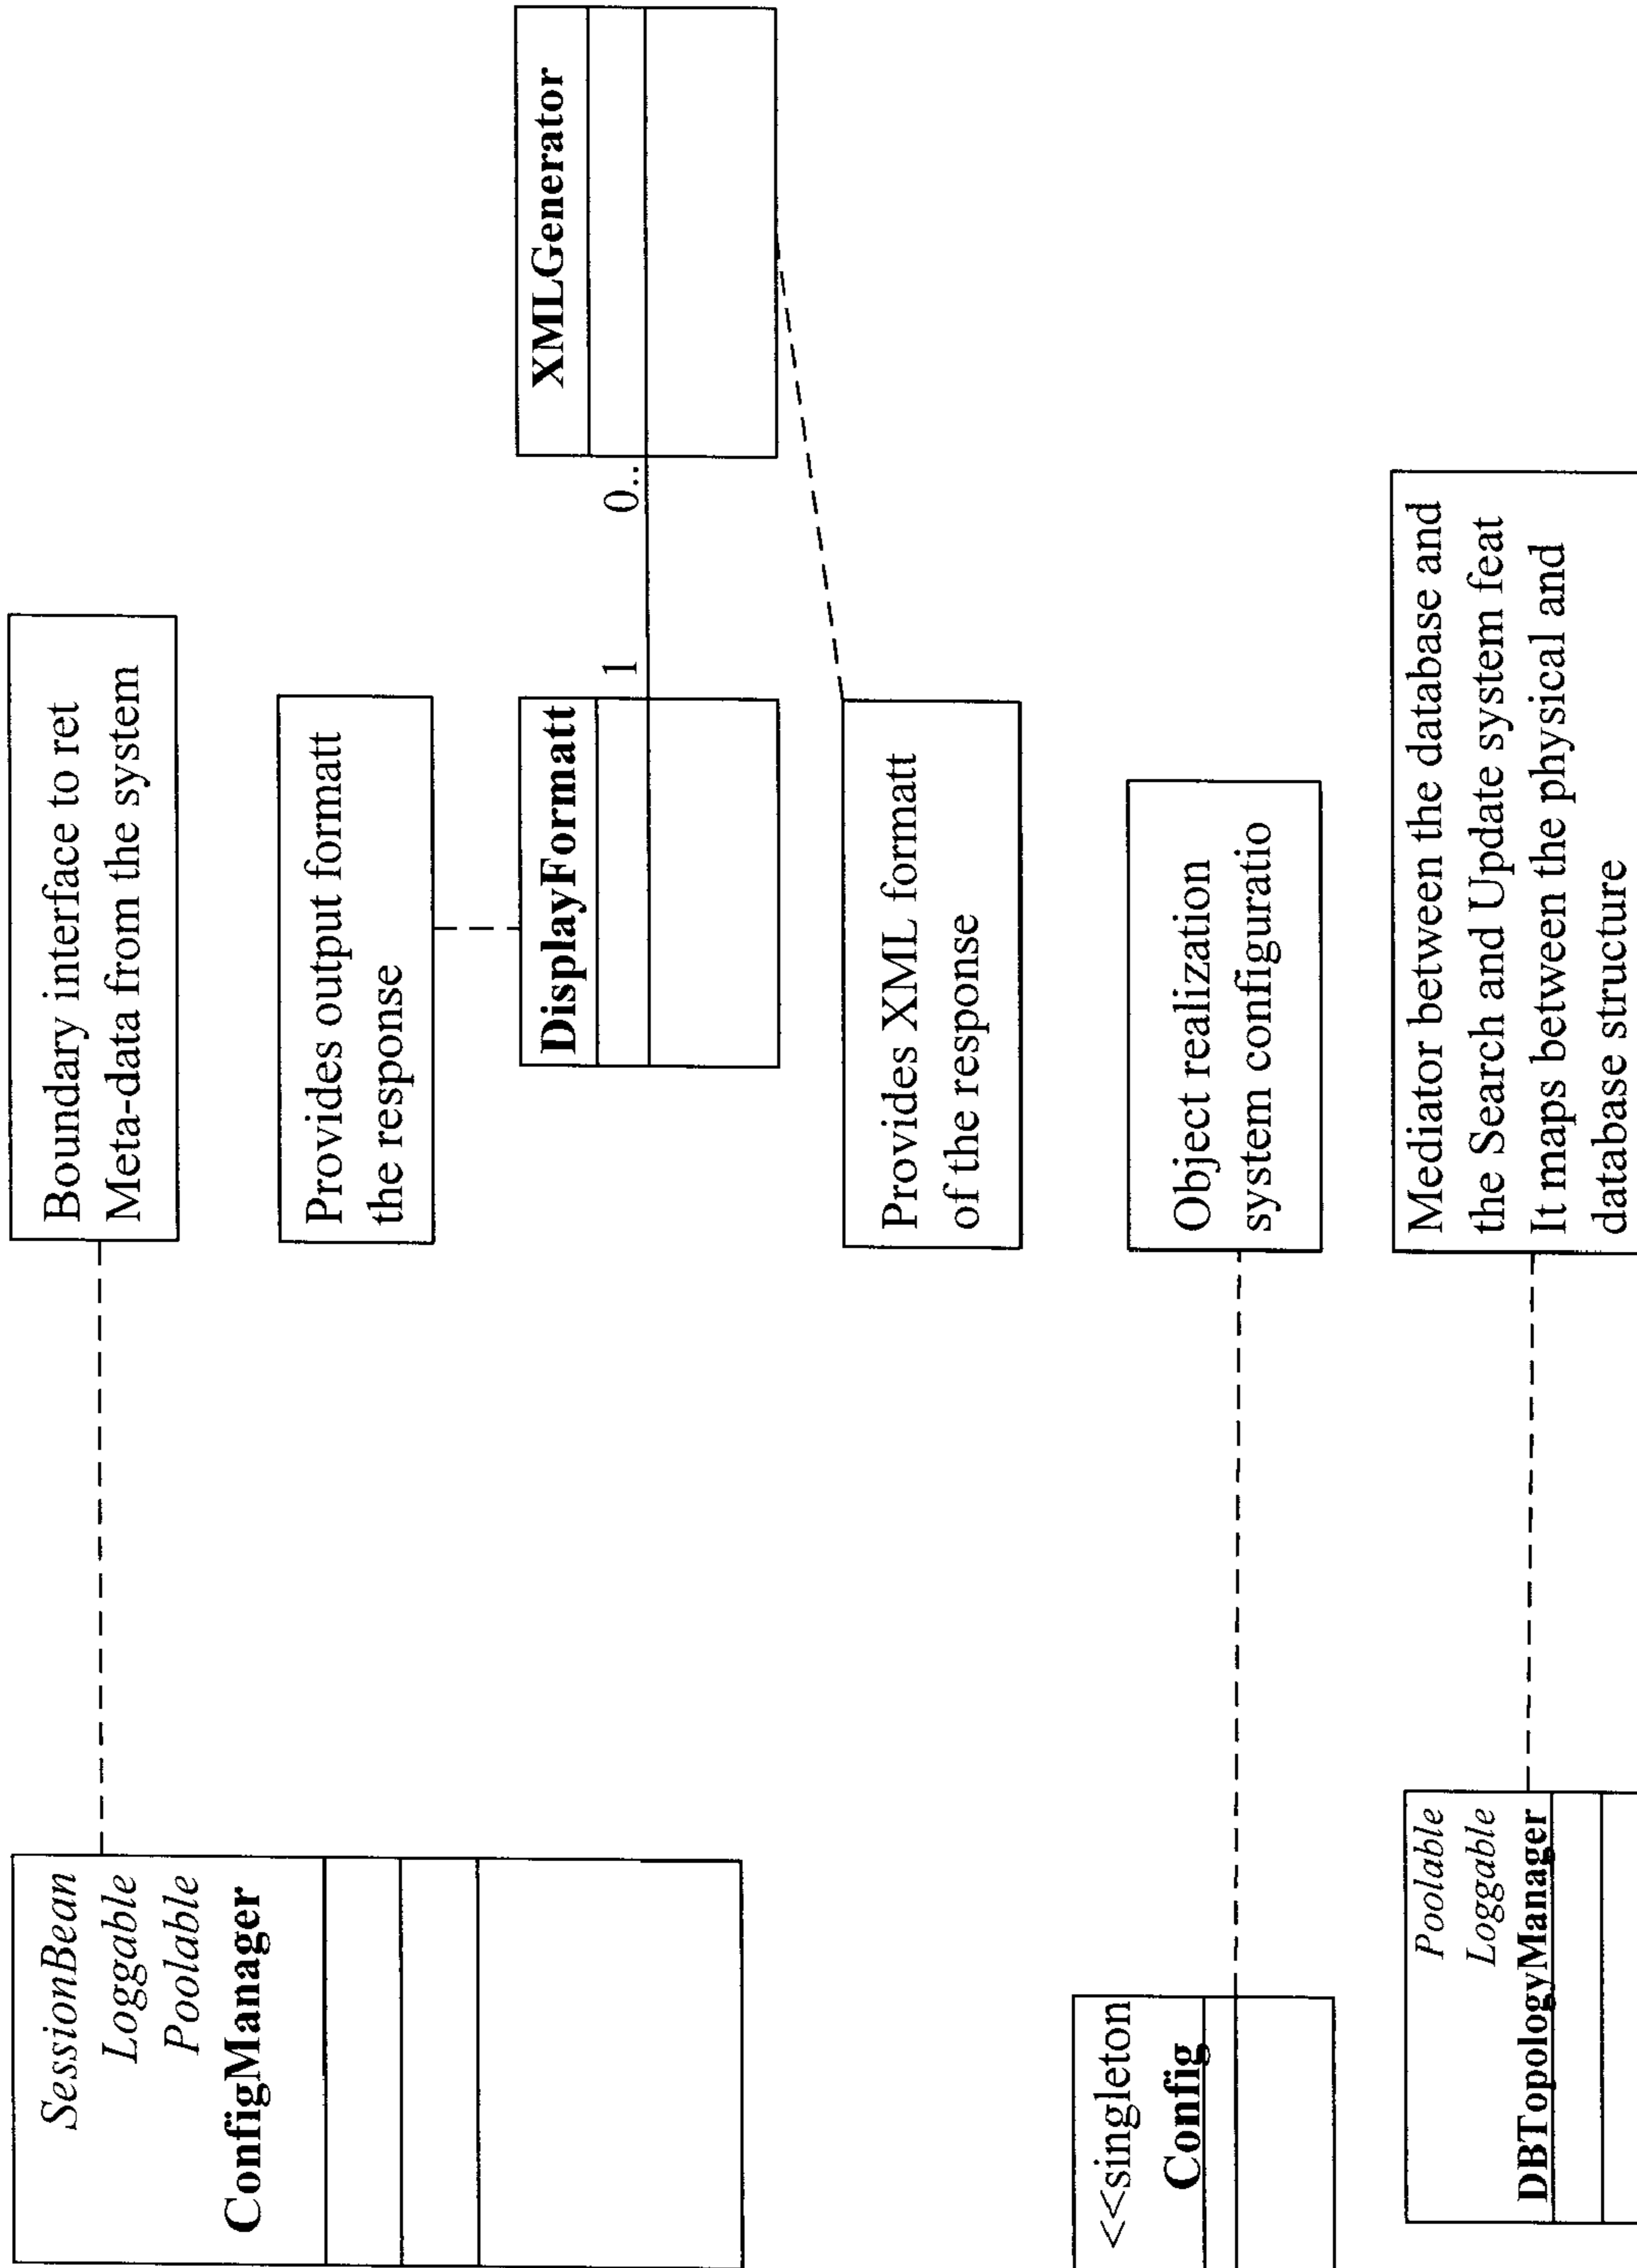 SessionBean
Loggable
Poolable
ConfigManager
Boundary interface to ret
Meta-data from the system
Provides output formatt
the response
DisplayFormatt
1
0..
XMLGenerator
Provides XML formatt
of the response
<<singleton
Config
Object realization
system configuratio
Poolable
Loggable
DBTopologyManager
Mediator between the database and
the Search and Update system feat
It maps between the physical and
database structure